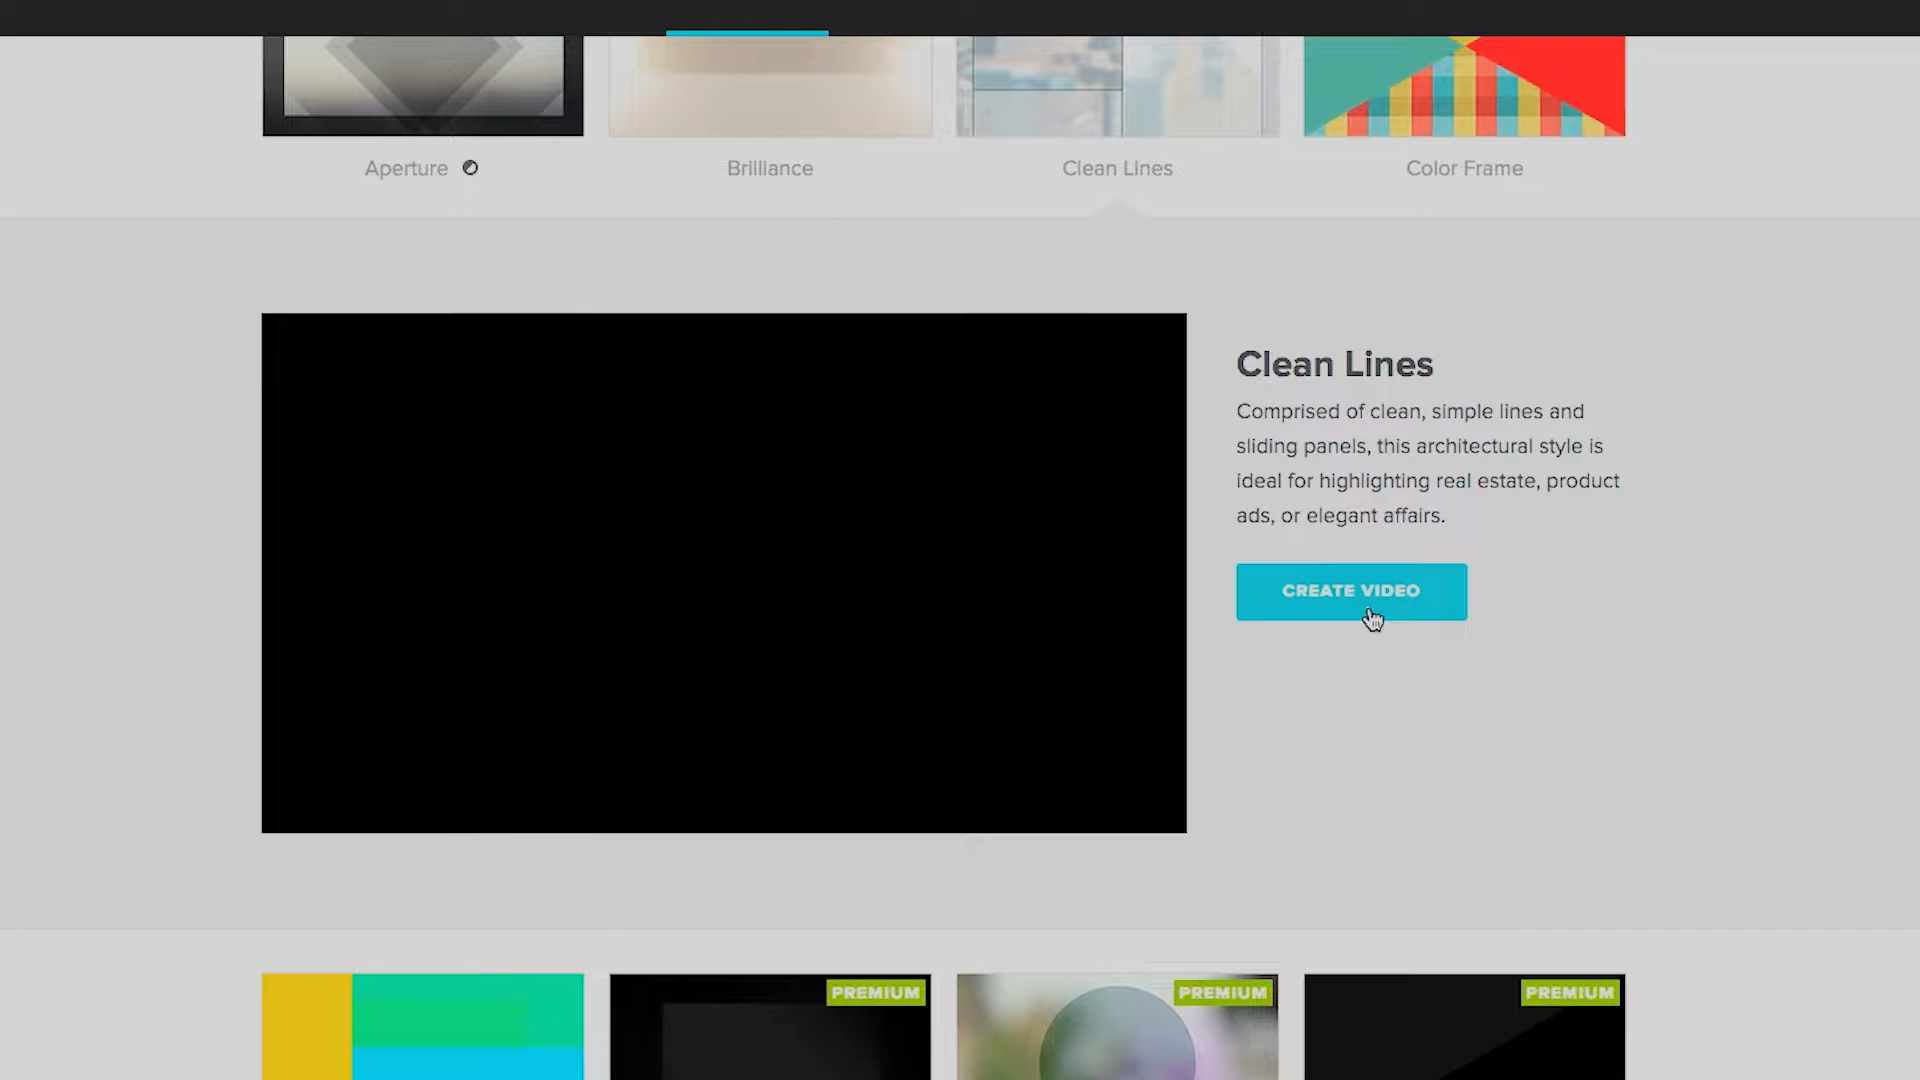 Aperture
Brilliance
Clean Lines
Color Frame
Clean Lines
Comprised of clean, simple lines and
sliding panels, this architectural style is
ideal for highlighting real estate, product
ads, or elegant affairs.
CREATE VIDEO
PREMIUM
PREMIUM
PREMIUM